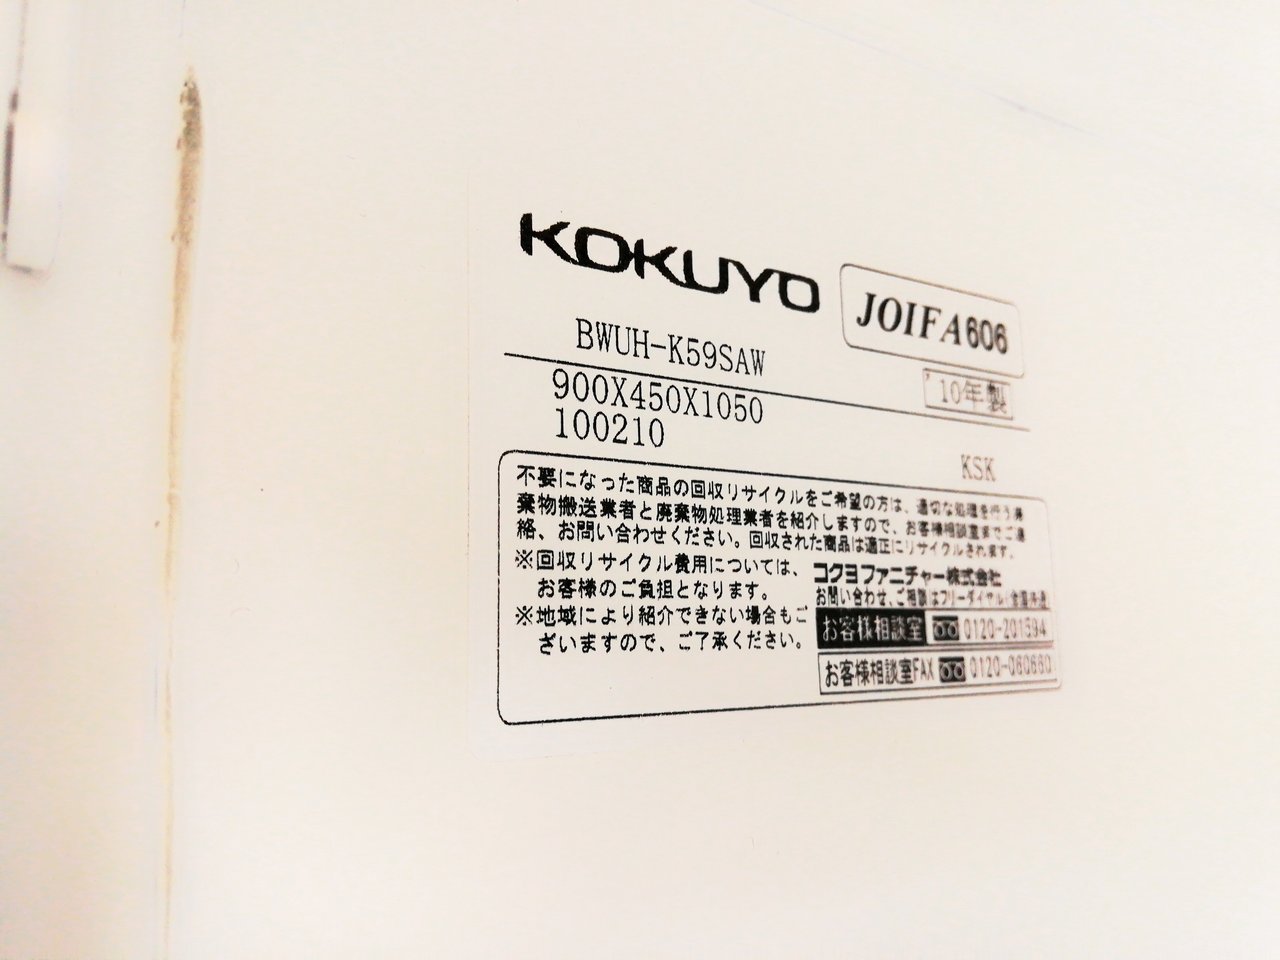 KOKUYO
JOIFA606
BWUH-K59SAW
'10年製
900X450X1050
100210
KSK
不要になった商品の回収リサイクルをご希望の方は、適切な処理を行う廃
棄物搬送業者と廃棄物処理業者を紹介しますので、お客様相談室までご連
絡、お問い合わせください。回収された商品は適正にリサイクルされます。
※回収リサイクル費用については、
お客様のご負担となります。
※地域により紹介できない場合もご
ざいますので、ご了承ください。
コクヨファニチャー株式会社
お問い合わせ、ご相談はフリーダイヤル(全国共通
お客様相談室 0120-201594
お客様相談室FAX 0120-060660